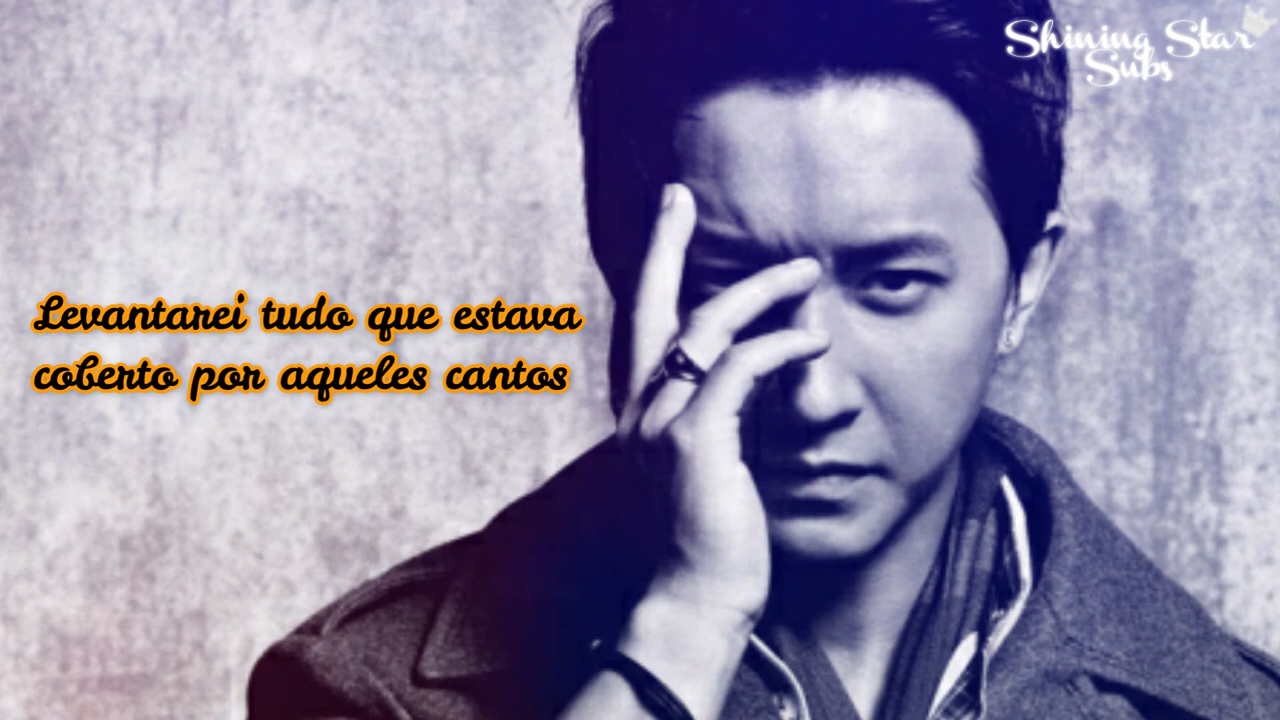 Shining Star
Subs
Levantarei tudo que estava
coberto por aqueles cantos